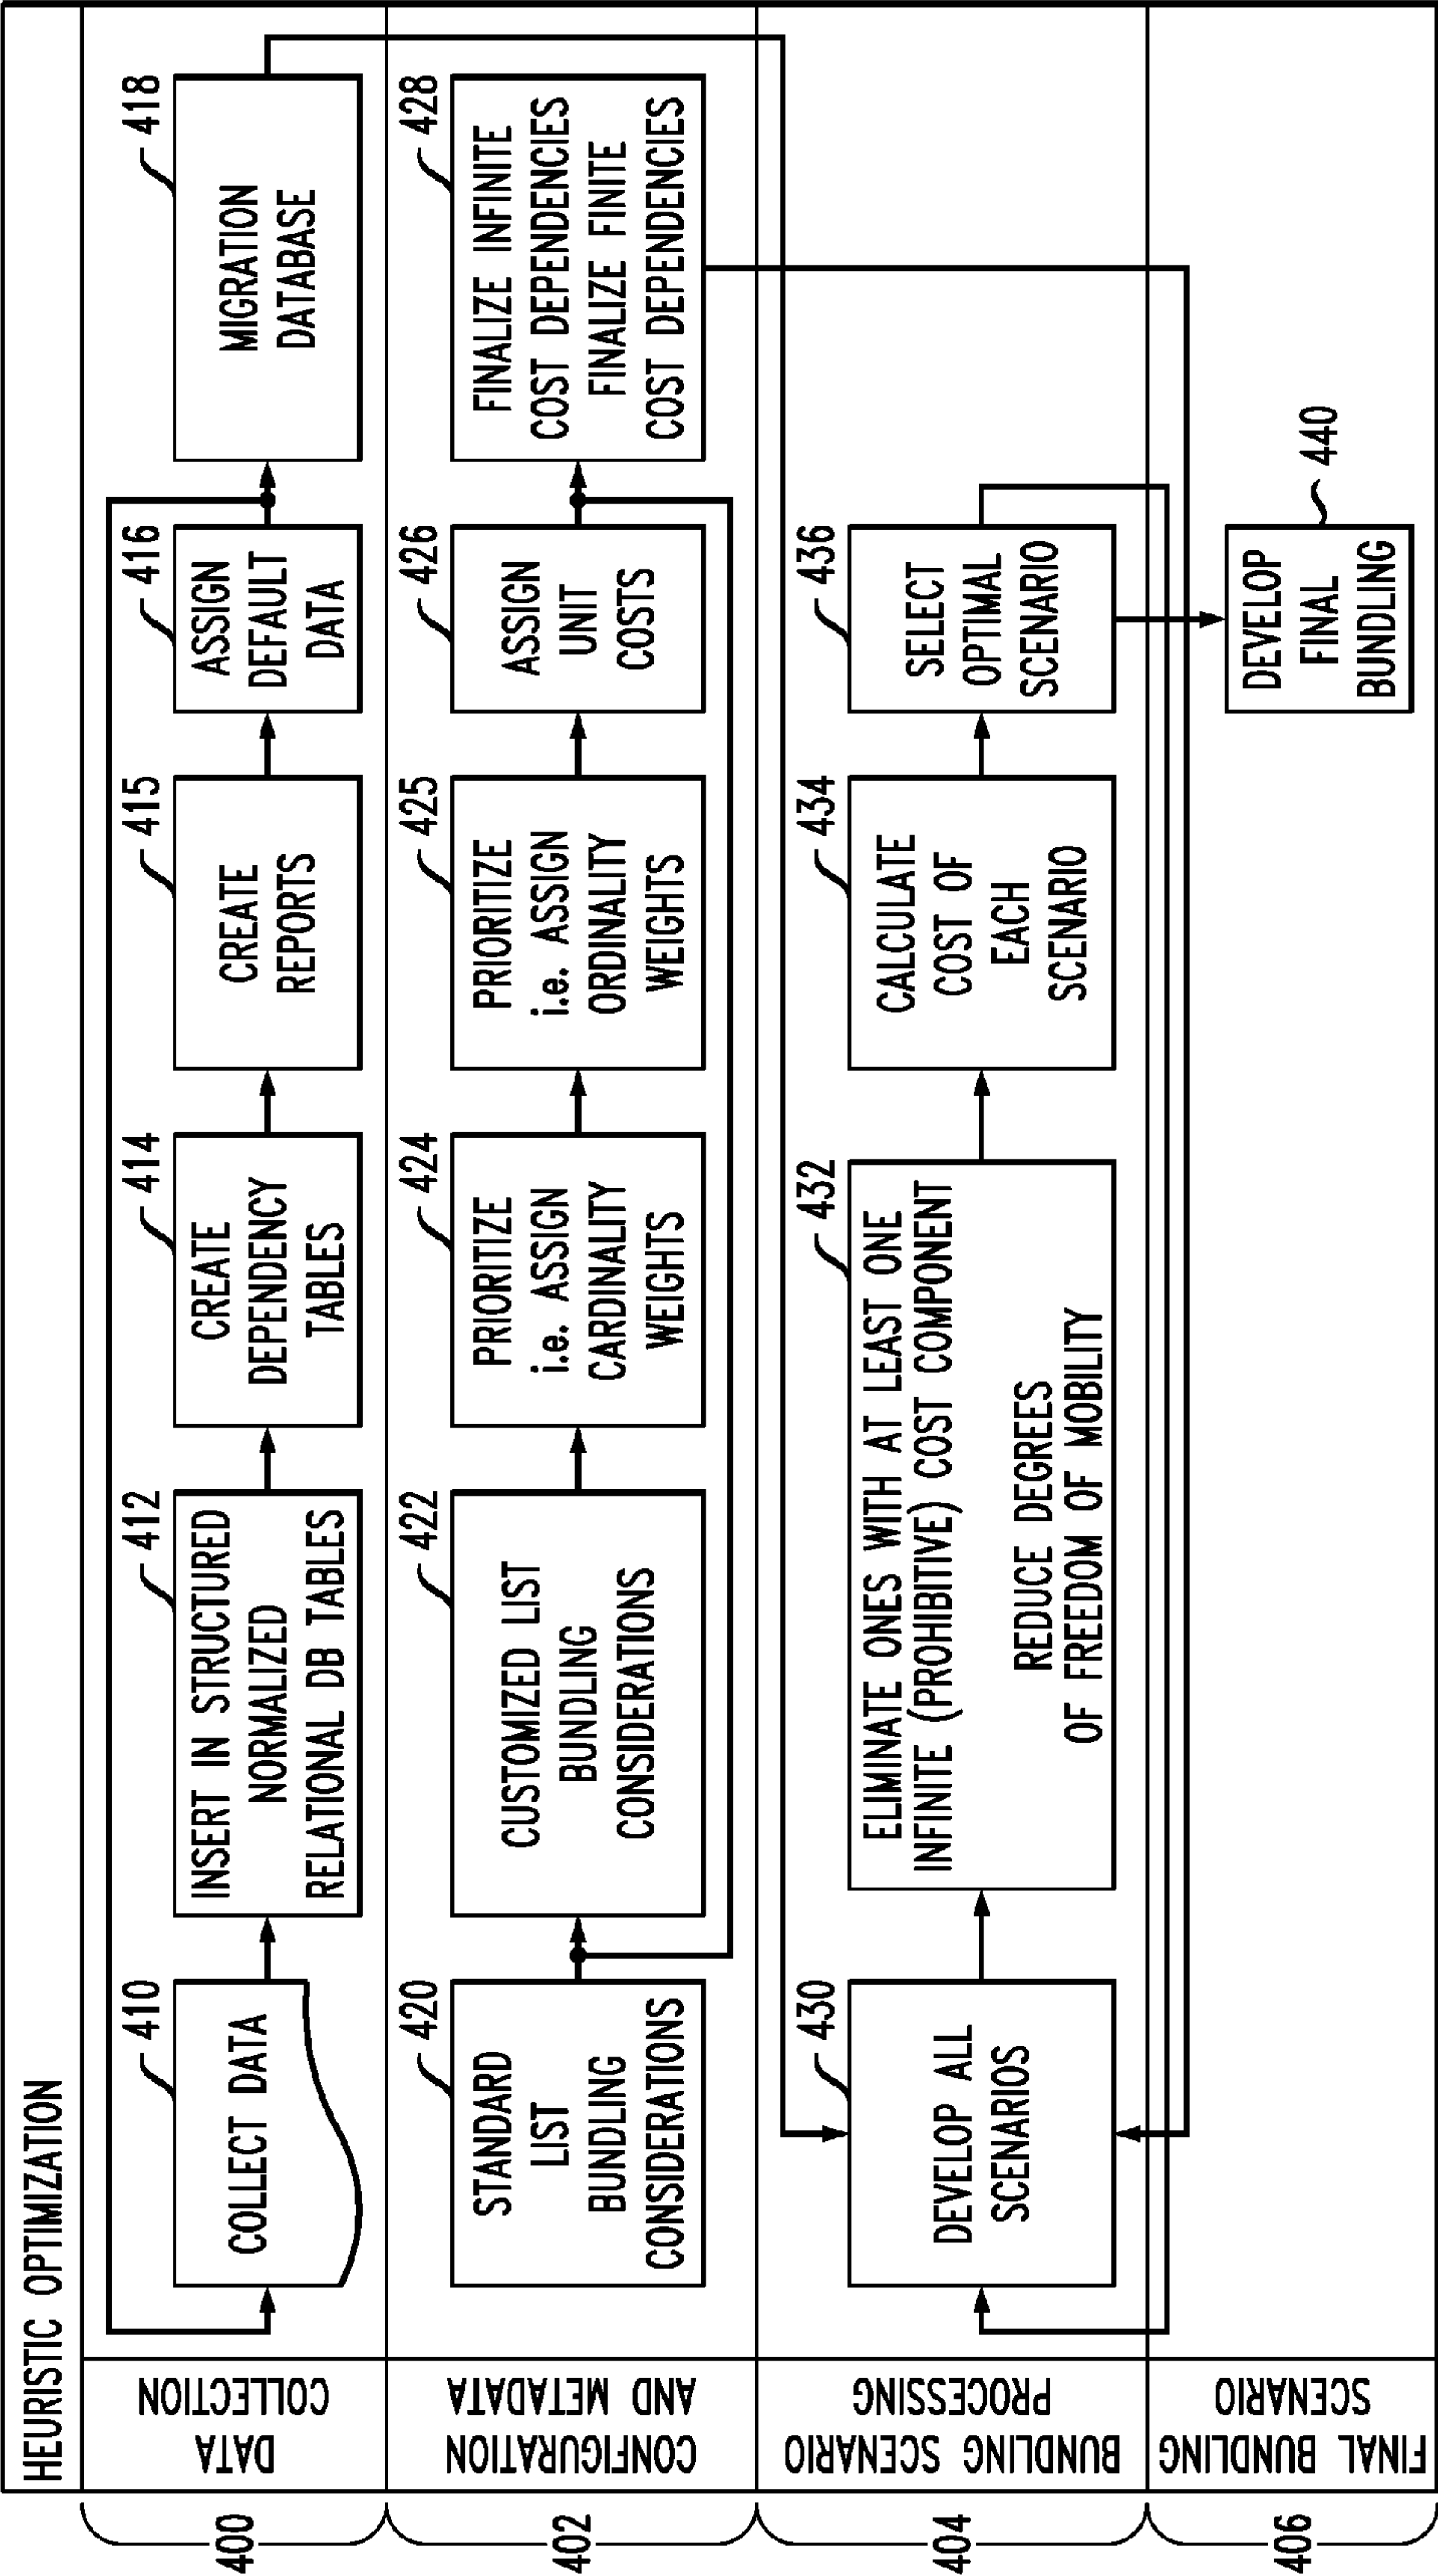 HEURISTIC OPTIMIZATION
400
DATA
COLLECTION
410
COLLECT DATA
412
INSERT IN STRUCTURED
NORMALIZED
RELATIONAL DB TABLES
414
CREATE
DEPENDENCY
TABLES
415
CREATE
REPORTS
416
ASSIGN
DEFAULT
DATA
418
MIGRATION
DATABASE
402
CONFIGURATION
AND METADATA
420
STANDARD
LIST
BUNDLING
CONSIDERATIONS
422
CUSTOMIZED LIST
BUNDLING
CONSIDERATIONS
424
PRIORITIZE
i.e. ASSIGN
CARDINALITY
WEIGHTS
425
PRIORITIZE
i.e. ASSIGN
ORDINALITY
WEIGHTS
426
ASSIGN
UNIT
COSTS
428
FINALIZE INFINITE
COST DEPENDENCIES
FINALIZE FINITE
COST DEPENDENCIES
404
BUNDLING SCENARIO
PROCESSING
430
DEVELOP ALL
SCENARIOS
432
ELIMINATE ONES WITH AT LEAST ONE
INFINITE (PROHIBITIVE) COST COMPONENT
REDUCE DEGREES
OF FREEDOM OF MOBILITY
434
CALCULATE
COST OF
EACH
SCENARIO
436
SELECT
OPTIMAL
SCENARIO
406
FINAL BUNDLING
SCENARIO
440
DEVELOP
FINAL
BUNDLING